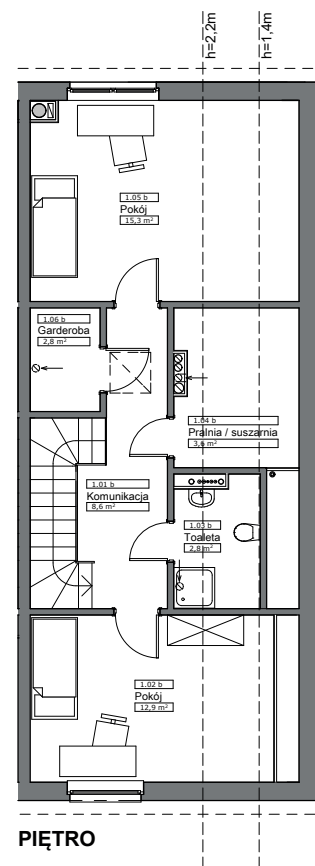 h=2,2m
h=1,4m
1.05 b
Pokój
15,3 m²
1.06 b
Garderoba
2,8 m²
1.04 b
Pralnia / suszarnia
3,6 m²
1.01 b
Komunikacja
8,6 m²
1.03 b
Toaleta
2,8 m²
1.02 b
Pokój
12,9 m²
PIĘTRO